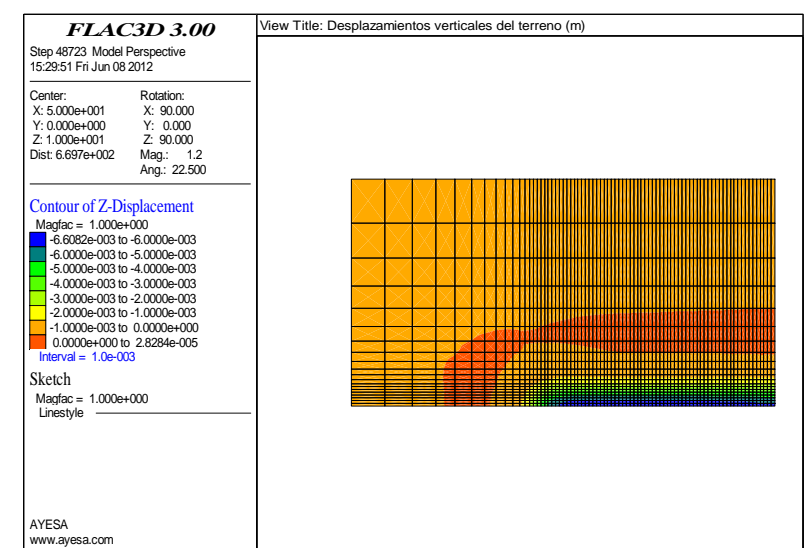 FLAC3D 3.00
Step 48723 Model Perspective
15:29:51 Fri Jun 08 2012
Center:
X: 5.000e+001
Y: 0.000e+000
Z: 1.000e+001
Dist: 6.697e+002
Rotation:
X: 90.000
Y: 0.000
Z: 90.000
Mag.: 1.2
Ang.: 22.500
Contour of Z-Displacement
Magfac = 1.000e+000
-6.6082e-003 to -6.0000e-003
-6.0000e-003 to -5.0000e-003
-5.0000e-003 to -4.0000e-003
-4.0000e-003 to -3.0000e-003
-3.0000e-003 to -2.0000e-003
-2.0000e-003 to -1.0000e-003
-1.0000e-003 to 0.0000e+000
0.0000e+000 to 2.8284e-005
Interval = 1.0e-003
Sketch
Magfac = 1.000e+000
Linestyle
AYESA
www.ayesa.com
View Title: Desplazamientos verticales del terreno (m)